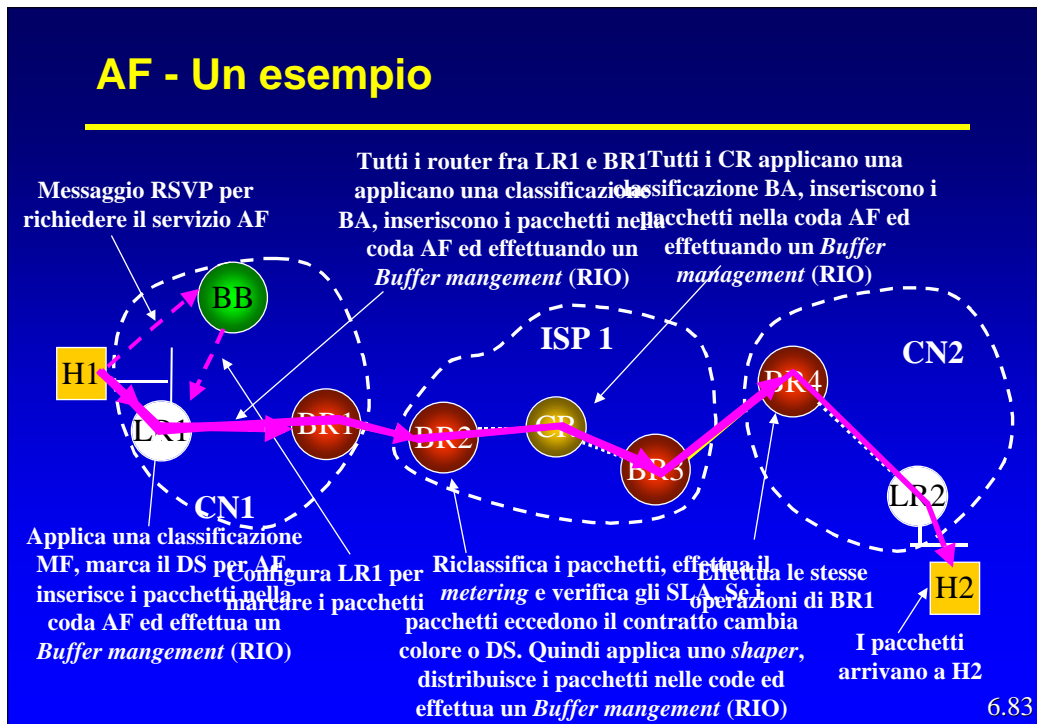 AF - Un esempio
Messaggio RSVP per
richiedere il servizio AF
Tutti i router fra LR1 e BR1
applicano una classificazione
BA, inseriscono i pacchetti nella
coda AF ed effettuando un
Buffer mangement (RIO)
Tutti i CR applicano una
classificazione BA, inseriscono i
pacchetti nella coda AF ed
effettuando un Buffer
management (RIO)
BB
ISP 1
CN2
H1
LR1
BR1
BR2
CR
BR3
BR4
LR2
CN1
Applica una classificazione
MF, marca il DS per AF,
inserisce i pacchetti nella
coda AF ed effettua un
Buffer mangement (RIO)
Configura LR1 per
marcare i pacchetti
Riclassifica i pacchetti, effettua il
metering e verifica gli SLA. Se i
pacchetti eccedono il contratto cambia
colore o DS. Quindi applica uno shaper,
distribuisce i pacchetti nelle code ed
effettua un Buffer mangement (RIO)
Effettua le stesse
operazioni di BR1
H2
I pacchetti
arrivano a H2
6.83